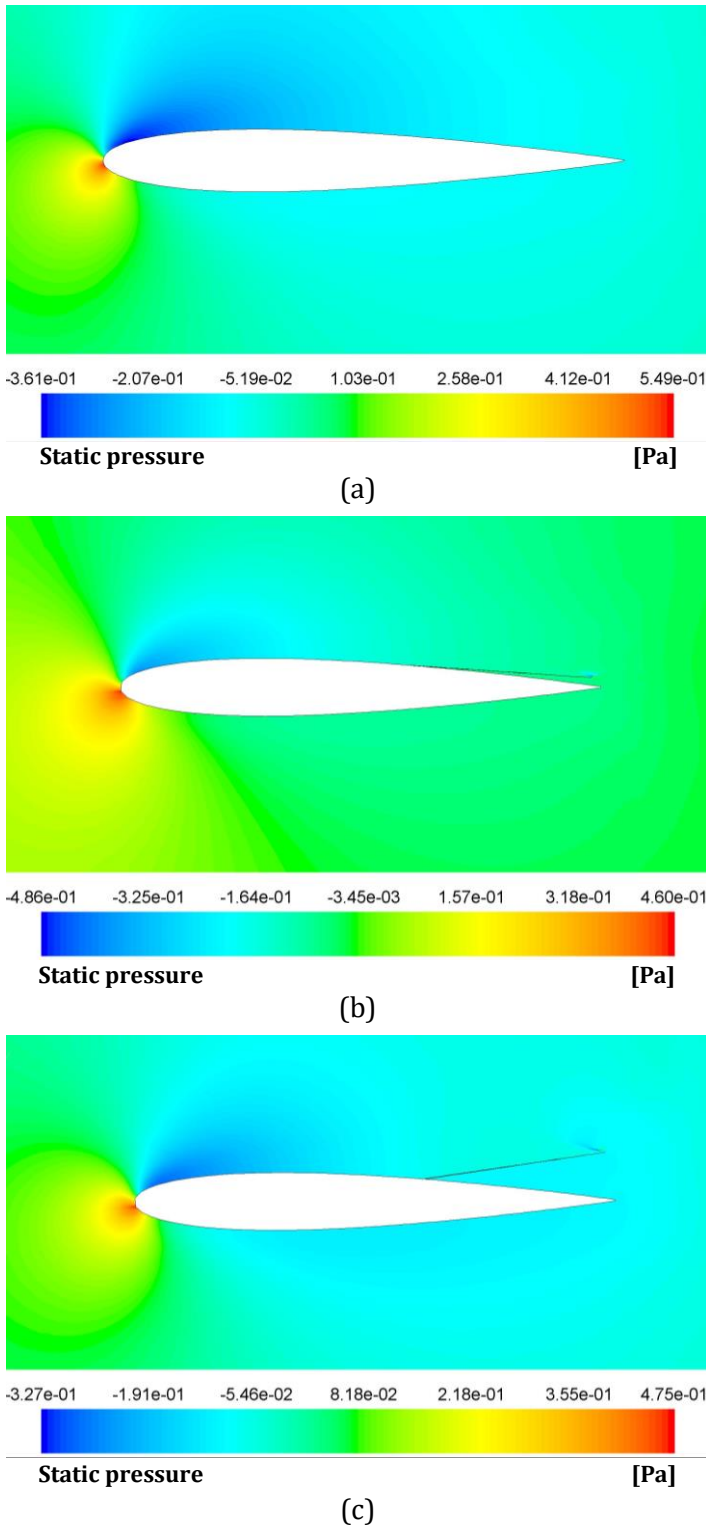 -3.61e-01 -2.07e-01 -5.19e-02 1.03e-01 2.58e-01 4.12e-01 5.49e-01
Static pressure [Pa]
(a)
-4.86e-01 -3.25e-01 -1.64e-01 -3.45e-03 1.57e-01 3.18e-01 4.60e-01
Static pressure [Pa]
(b)
-3.27e-01 -1.91e-01 -5.46e-02 8.18e-02 2.18e-01 3.55e-01 4.75e-01
Static pressure [Pa]
(c)